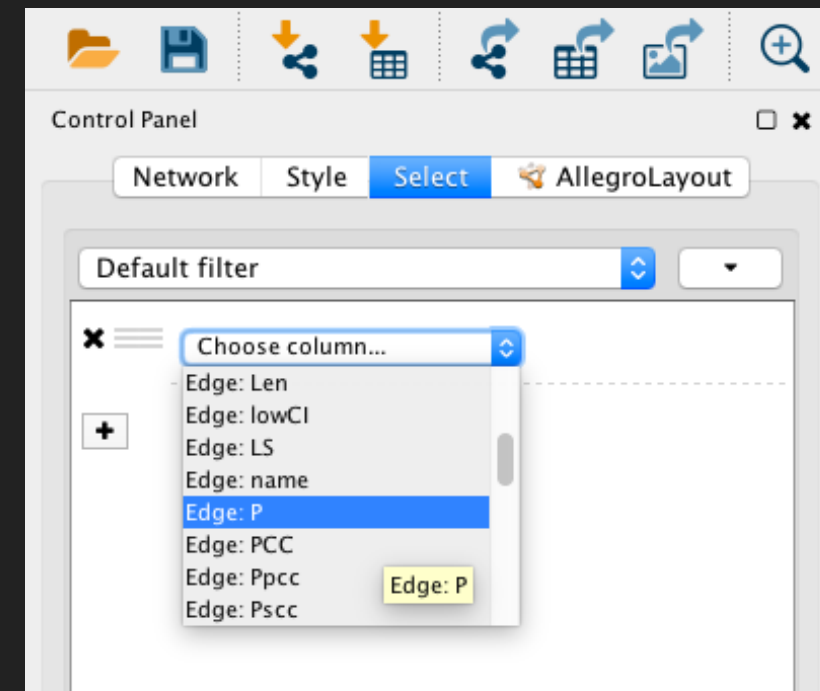 Control Panel
Network Style Select AllegroLayout
Default filter
Choose column...
Edge: Len
Edge: lowCI
Edge: LS
Edge: name
Edge: P
Edge: PCC
Edge: Ppcc
Edge: P
Edge: Pscc